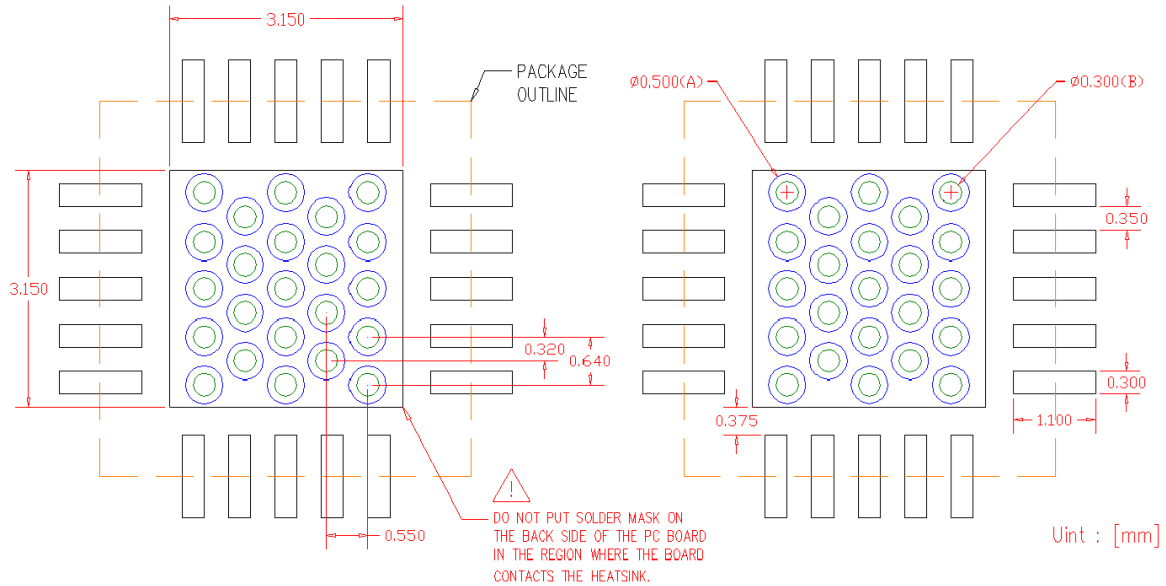 3.150
PACKAGE
OUTLINE
Ø0.500(A)
Ø0.300(B)
0.350
3.150
0.320
0.640
0.300
0.375
1.100
!
DO NOT PUT SOLDER MASK ON
THE BACK SIDE OF THE PC BOARD
IN THE REGION WHERE THE BOARD
CONTACTS THE HEATSINK.
0.550
Uint : [mm]